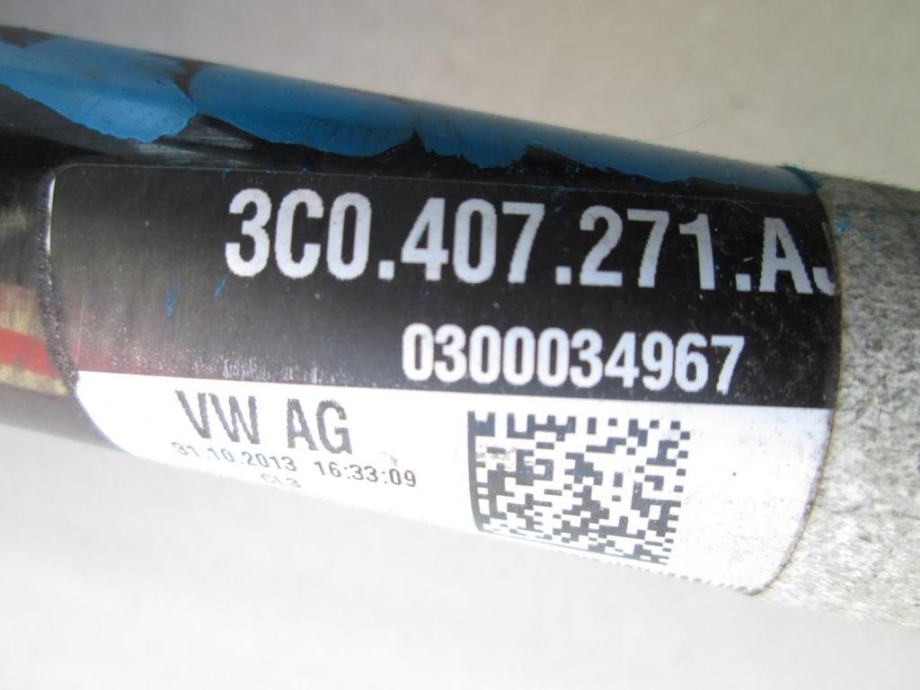 3C0.407.271.AJ
0300034967
VW AG
31.10.2013 16:33:09
CL3